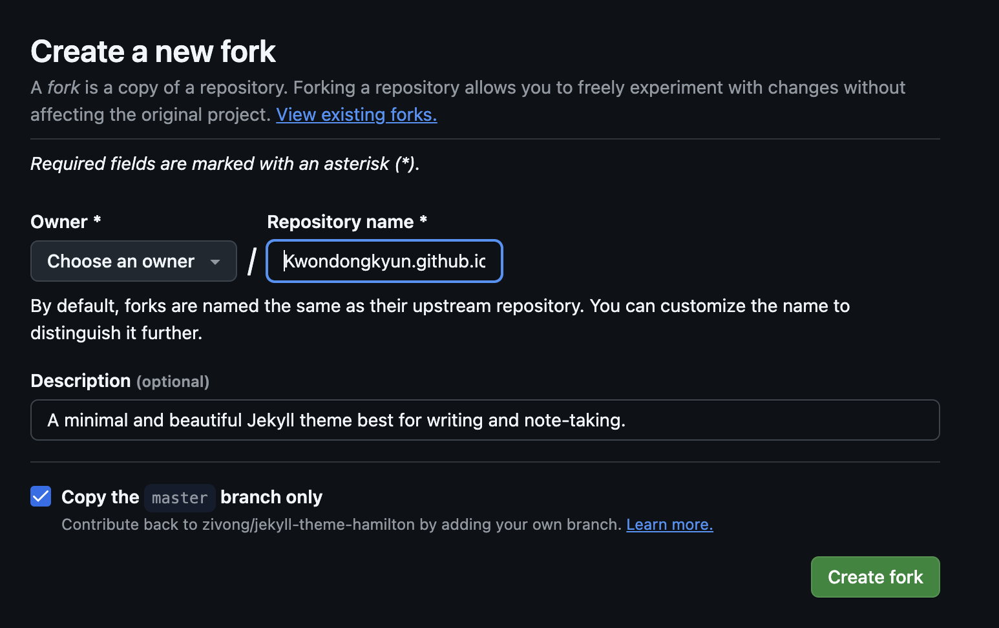 Create a new fork
A fork is a copy of a repository. Forking a repository allows you to freely experiment with changes without
affecting the original project. View existing forks.
Required fields are marked with an asterisk (*).
Owner * Repository name *
Choose an owner / Kwondongkyun.github.io
By default, forks are named the same as their upstream repository. You can customize the name to
distinguish it further.
Description (optional)
A minimal and beautiful Jekyll theme best for writing and note-taking.
Copy the master branch only
Contribute back to zivong/jekyll-theme-hamilton by adding your own branch. Learn more.
Create fork